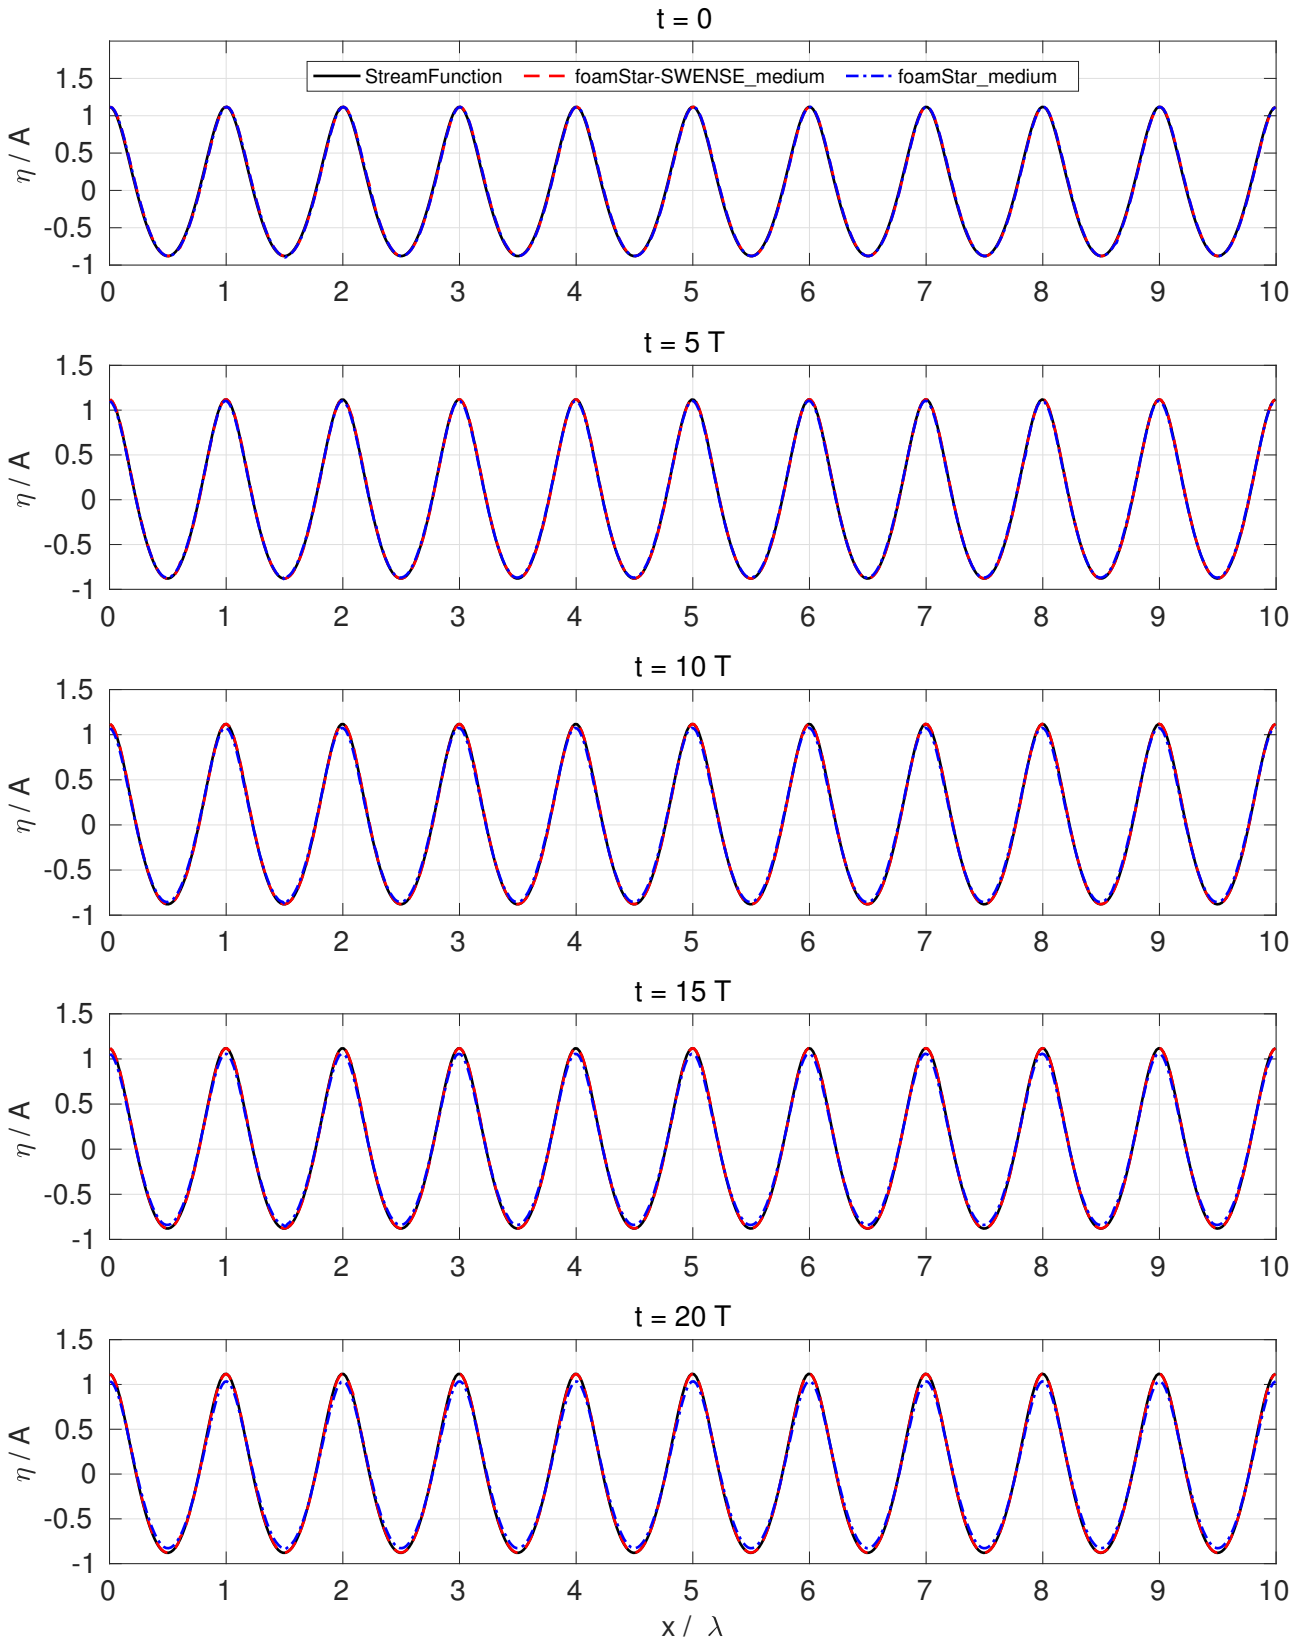 t = 0
StreamFunction foamStar-SWENSE_medium foamStar_medium
1.5
1
0.5
0
-0.5
-1
η / A
0 1 2 3 4 5 6 7 8 9 10
t = 5 T
1.5
1
0.5
0
-0.5
-1
η / A
0 1 2 3 4 5 6 7 8 9 10
t = 10 T
1.5
1
0.5
0
-0.5
-1
η / A
0 1 2 3 4 5 6 7 8 9 10
t = 15 T
1.5
1
0.5
0
-0.5
-1
η / A
0 1 2 3 4 5 6 7 8 9 10
t = 20 T
1.5
1
0.5
0
-0.5
-1
η / A
0 1 2 3 4 5 6 7 8 9 10
x / λ